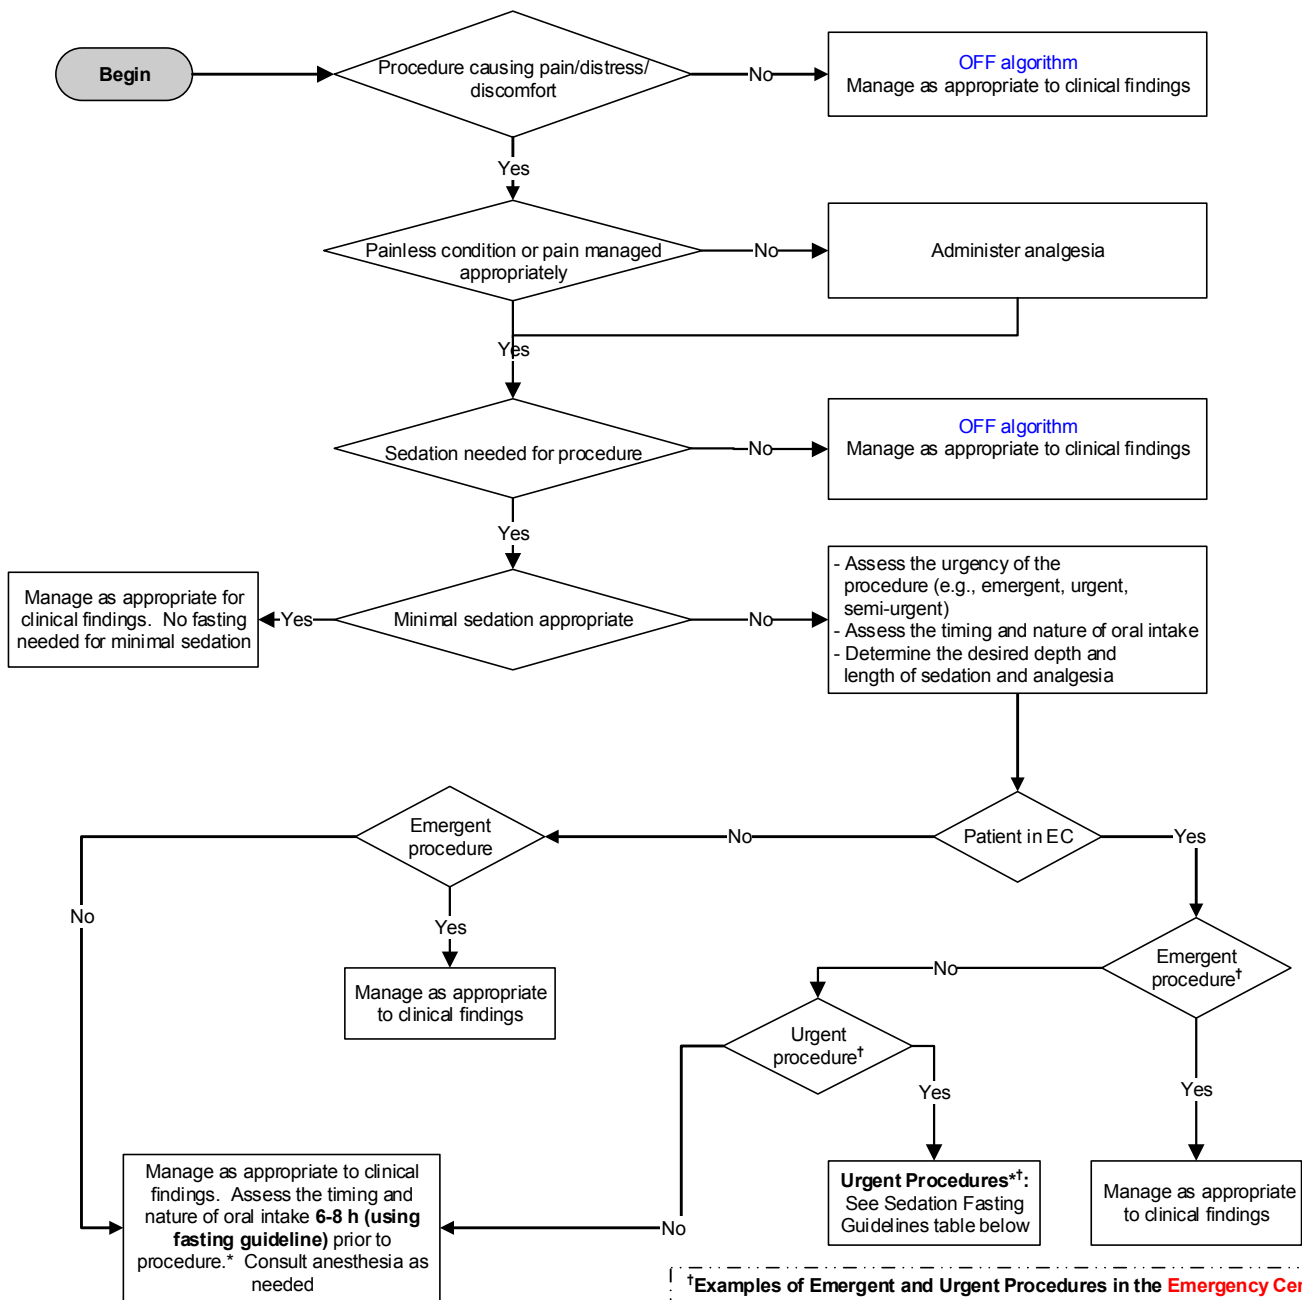 Begin
Procedure causing pain/distress/
discomfort
No
OFF algorithm
Manage as appropriate to clinical findings
Yes
Painless condition or pain managed
appropriately
No
Administer analgesia
Yes
Sedation needed for procedure
No
OFF algorithm
Manage as appropriate to clinical findings
Yes
Manage as appropriate for
clinical findings. No fasting
needed for minimal sedation
Yes
Minimal sedation appropriate
No
- Assess the urgency of the
procedure (e.g., emergent, urgent,
semi-urgent)
- Assess the timing and nature of oral intake
- Determine the desired depth and
length of sedation and analgesia
Emergent
procedure
No
Patient in EC
Yes
No
Yes
Manage as appropriate
to clinical findings
No
Emergent
procedure†
Urgent
procedure†
Yes
Yes
Manage as appropriate to clinical
findings. Assess the timing and
nature of oral intake 6-8 h (using
fasting guideline) prior to
procedure.* Consult anesthesia as
needed
No
Urgent Procedures*†:
See Sedation Fasting
Guidelines table below
Manage as appropriate
to clinical findings
†Examples of Emergent and Urgent Procedures in the Emergency Cen